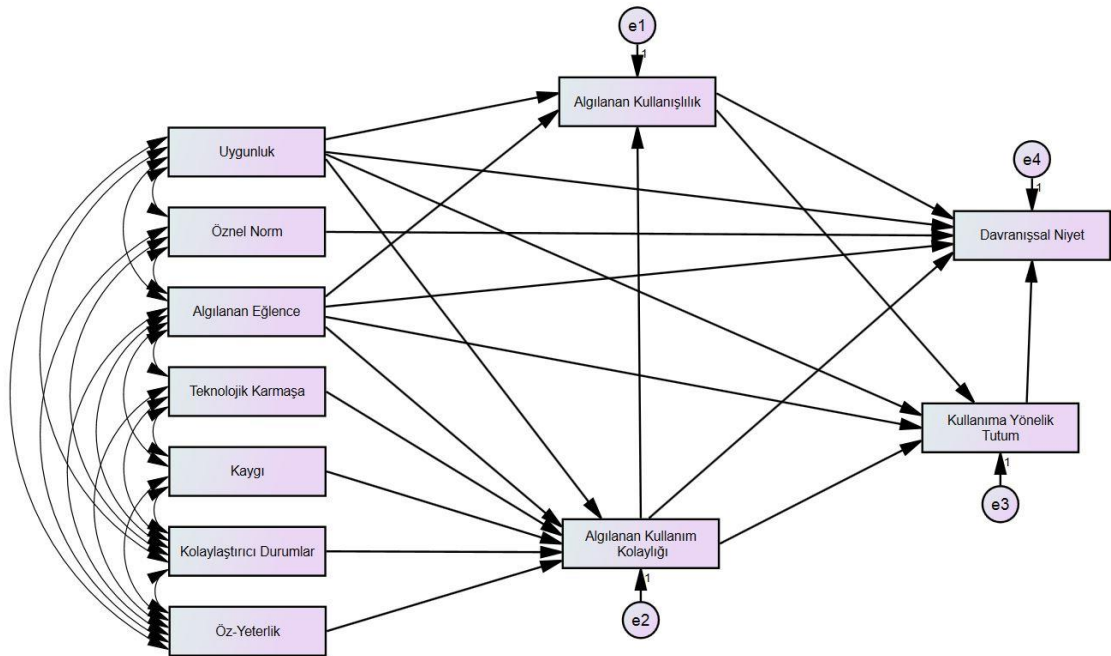 e1
1
Algılanan Kullanışlılık
Uygunluk
e4
1
Öznel Norm
Davranışsal Niyet
Algılanan Eğlence
Teknolojik Karmaşa
Kullanıma Yönelik
Tutum
Kaygı
1
e3
Kolaylaştırıcı Durumlar
Algılanan Kullanım
Kolaylığı
1
e2
Öz-Yeterlik